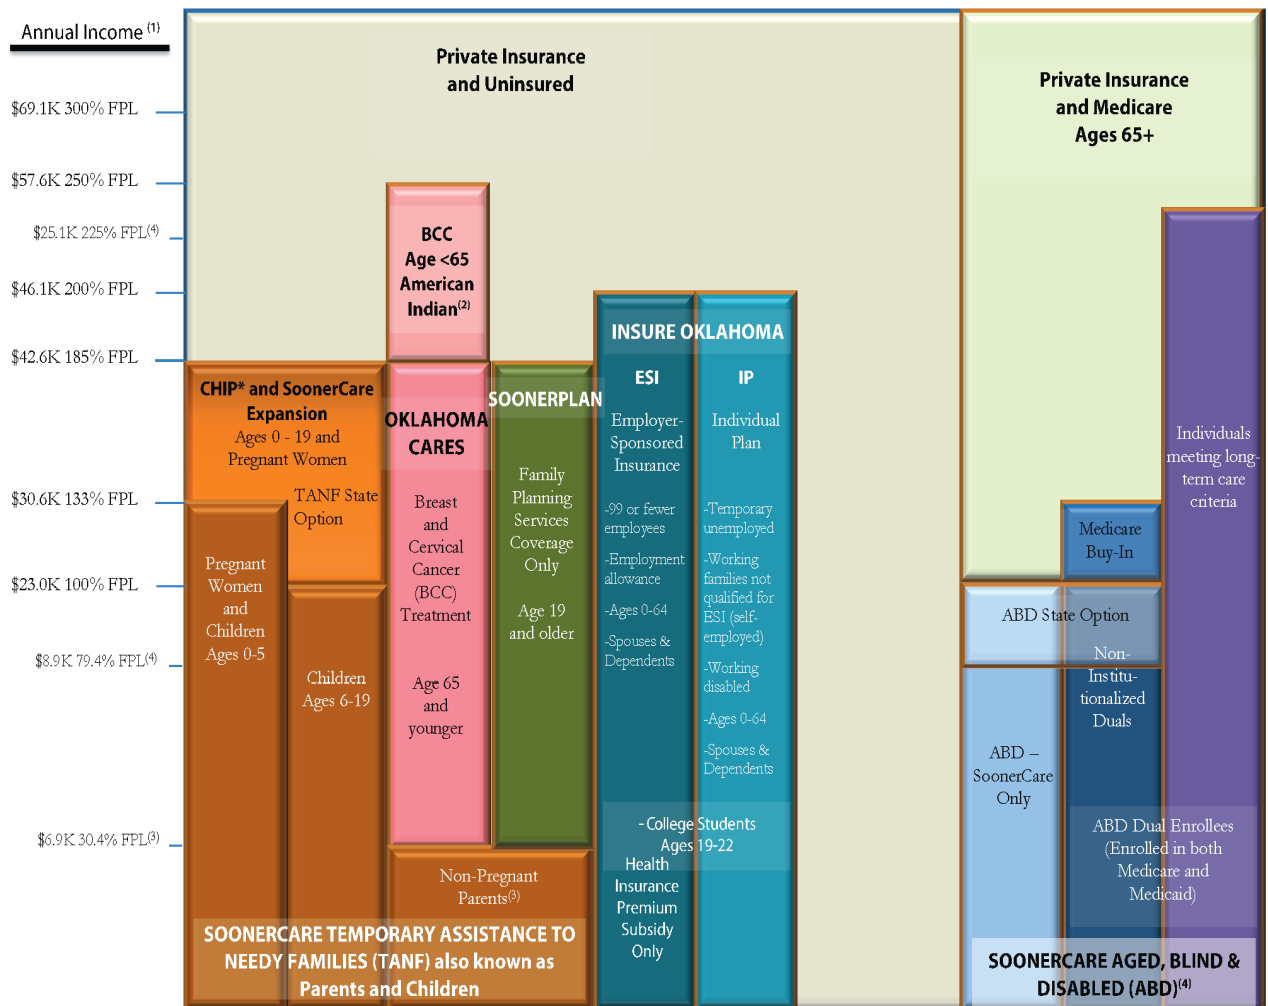 Annual Income (1)
$69.1K 300% FPL
$57.6K 250% FPL
$25.1K 225% FPL(4)
$46.1K 200% FPL
$42.6K 185% FPL
$30.6K 133% FPL
$23.0K 100% FPL
$8.9K 79.4% FPL(4)
$6.9K 30.4% FPL(3)
Private Insurance
and Uninsured
Private Insurance
and Medicare
Ages 65+
BCC
Age <65
American
Indian(2)
CHIP* and SoonerCare
Expansion
Ages 0 - 19 and
Pregnant Women
TANF State
Option
Pregnant
Women
and
Children
Ages 0-5
Children
Ages 6-19
OKLAHOMA
CARES
Breast
and
Cervical
Cancer
(BCC)
Treatment
Age 65
and
younger
SOONERPLAN
Family
Planning
Services
Coverage
Only
Age 19
and older
Non-Pregnant
Parents(3)
SOONERCARE TEMPORARY ASSISTANCE TO
NEEDY FAMILIES (TANF) also known as
Parents and Children
INSURE OKLAHOMA
ESI
Employer-
Sponsored
Insurance
-99 or fewer
employees
-Employment
allowance
-Ages 0-64
-Spouses &
Dependents
IP
Individual
Plan
-Temporary
unemployed
-Working
families not
qualified for
ESI (self-
employed)
-Working
disabled
-Ages 0-64
-Spouses &
Dependents
- College Students
Ages 19-22
Health
Insurance
Premium
Subsidy
Only
Individuals
meeting long-
term care
criteria
Medicare
Buy-In
ABD State Option
Non-
Institu-
tionalized
Duals
ABD –
SoonerCare
Only
ABD Dual Enrollees
(Enrolled in both
Medicare and
Medicaid)
SOONERCARE AGED, BLIND &
DISABLED (ABD)(4)